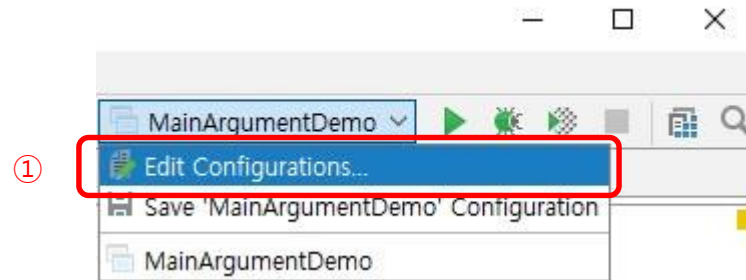 MainArgumentDemo
① Edit Configurations...
Save 'MainArgumentDemo' Configuration
MainArgumentDemo